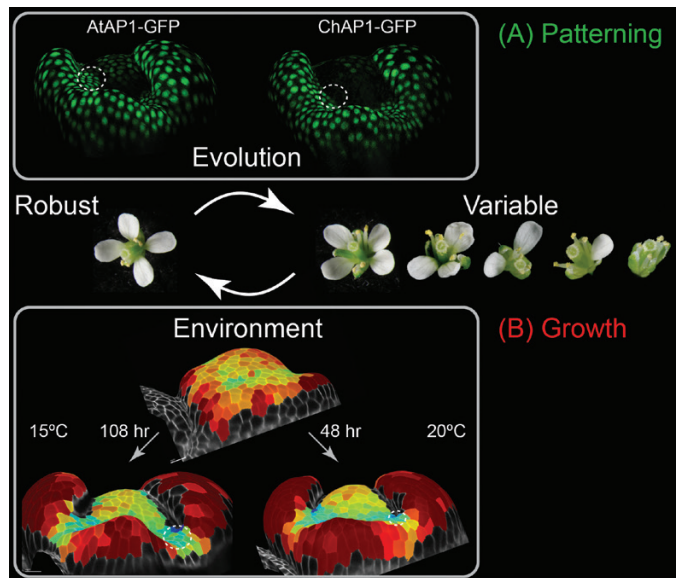 AtAP1-GFP ChAP1-GFP
(A) Patterning
Evolution
Robust Variable
Environment
(B) Growth
15ºC 108 hr 48 hr 20ºC